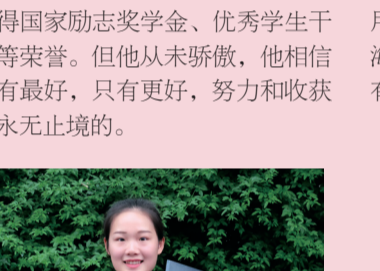 得国家励志奖学金、优秀学生干
等荣誉。但他从未骄傲，他相信
有最好，只有更好，努力和收获
永无止境的。